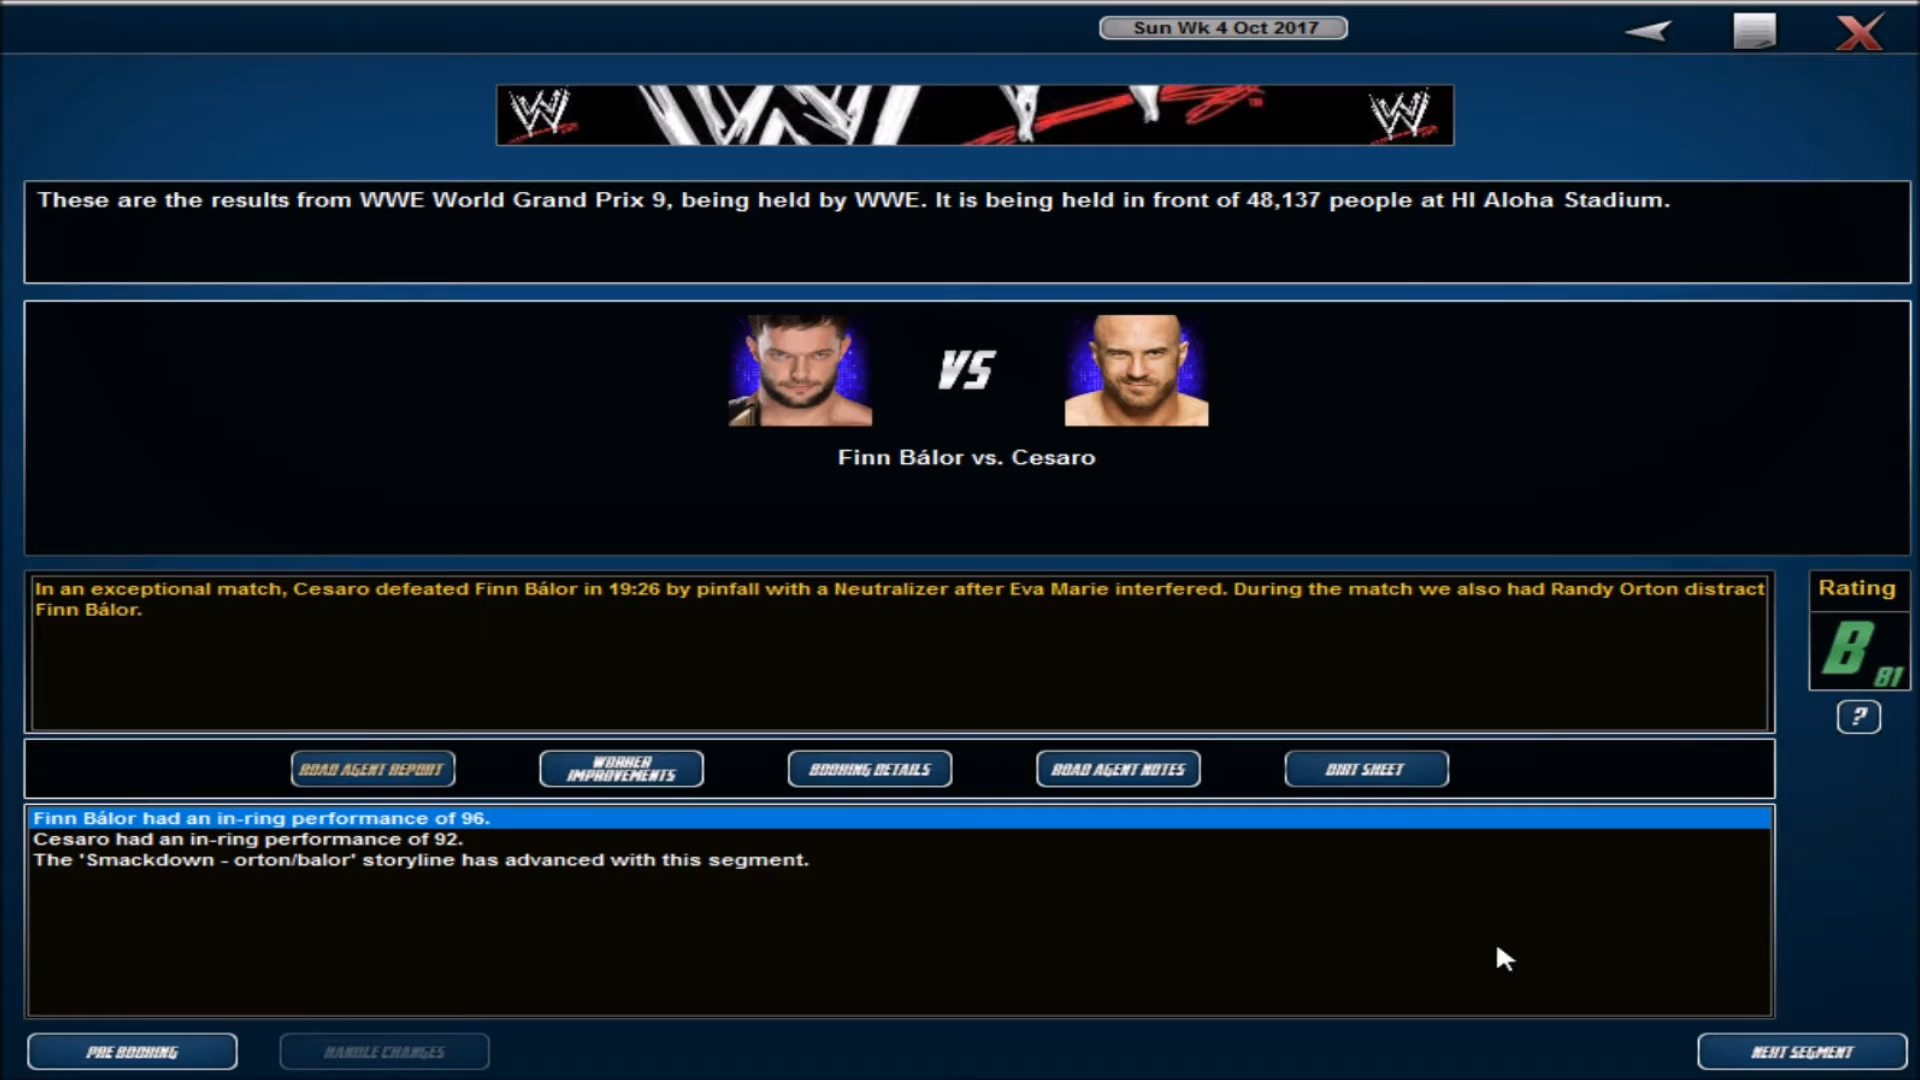 Sun Wk 4 Oct 2017
These are the results from WWE World Grand Prix 9, being held by WWE. It is being held in front of 48,137 people at HI Aloha Stadium.
VS
Finn Bálor vs. Cesaro
In an exceptional match, Cesaro defeated Finn Bálor in 19:26 by pinfall with a Neutralizer after Eva Marie interfered. During the match we also had Randy Orton distract
Finn Bálor.
Rating
B 81
?
ROAD AGENT REPORT
WORKER
IMPROVEMENTS
BOOKING DETAILS
ROAD AGENT NOTES
DIRT SHEET
Finn Bálor had an in-ring performance of 96.
Cesaro had an in-ring performance of 92.
The 'Smackdown - orton/balor' storyline has advanced with this segment.
PRE BOOKING
HANDLE CHANGES
NEXT SEGMENT